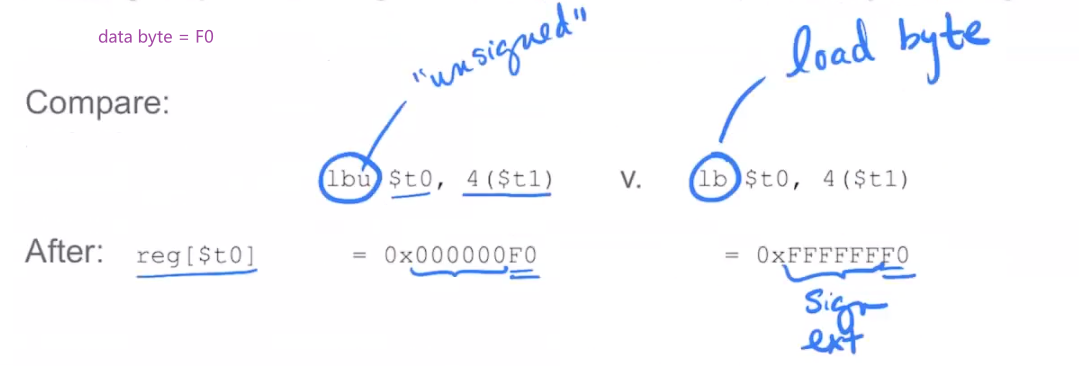 data byte = F0
"unsigned"
load byte
Compare:
lbu $t0, 4($t1) v. lb $t0, 4($t1)
After: reg[$t0] = 0x000000F0 = 0xFFFFFFF0
Sign
ext